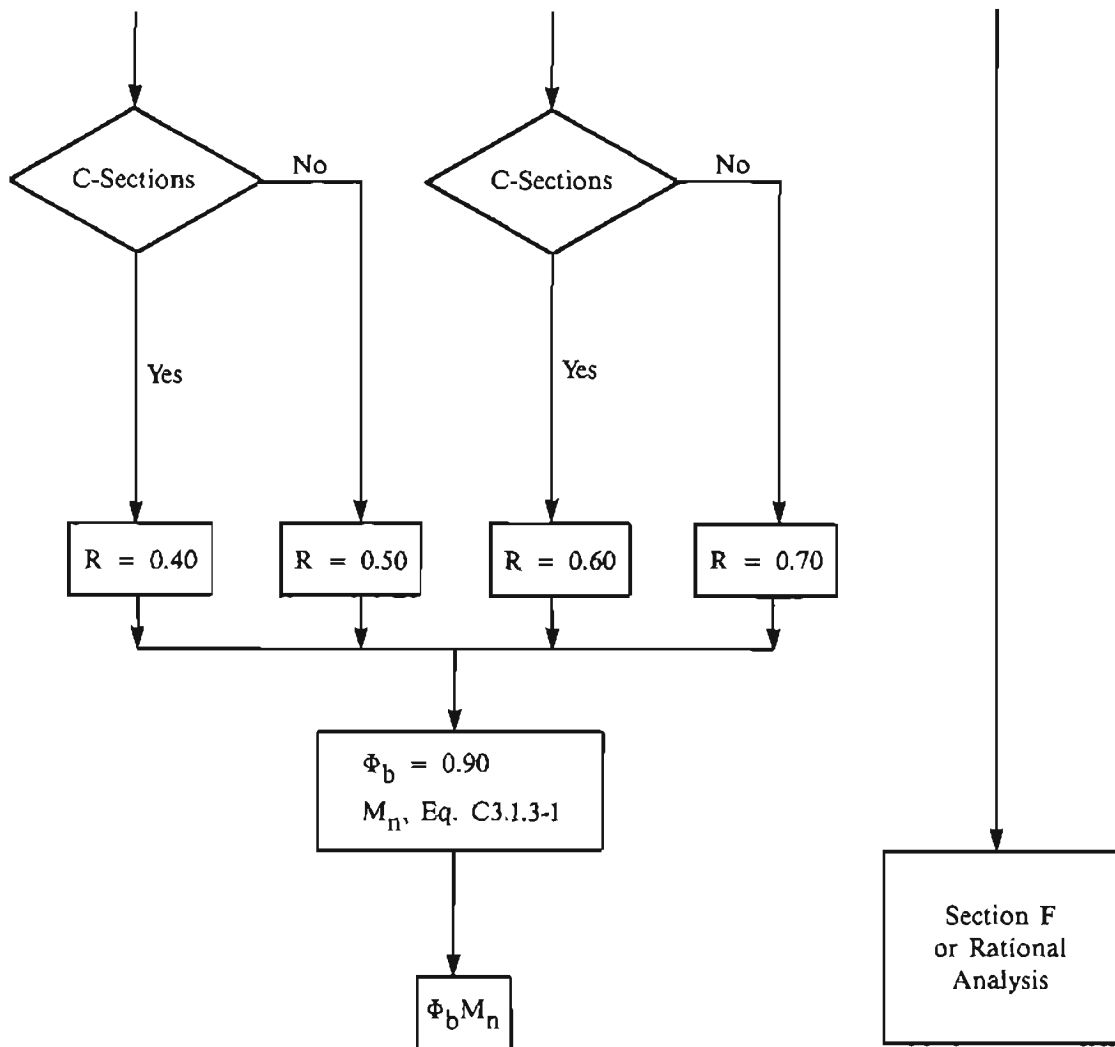 C-Sections
No
C-Sections
No
Yes
Yes
R = 0.40
R = 0.50
R = 0.60
R = 0.70
Φb = 0.90
Mn, Eq. C3.1.3-1
Section F
or Rational
Analysis
ΦbMn